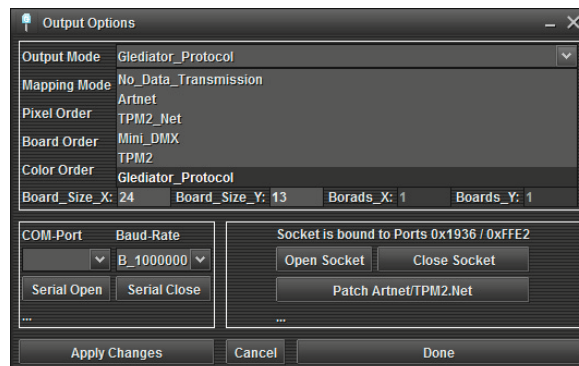 Output Options
Output Mode Glediator_Protocol
Mapping Mode No_Data_Transmission
Artnet
Pixel Order TPM2_Net
Board Order Mini_DMX
TPM2
Color Order Glediator_Protocol
Board_Size_X: 24 Board_Size_Y: 13 Borads_X: 1 Boards_Y: 1
COM-Port Baud-Rate Socket is bound to Ports 0x1936 / 0xFFE2
B_1000000 Open Socket Close Socket
Serial Open Serial Close Patch Artnet/TPM2.Net
... ...
Apply Changes Cancel Done